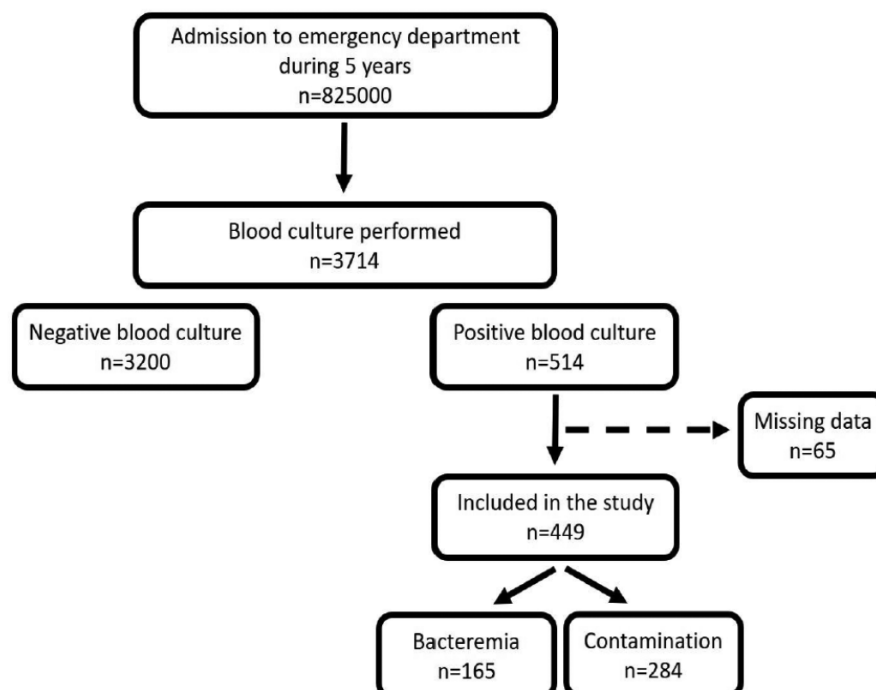 Admission to emergency department
during 5 years
n=825000
Blood culture performed
n=3714
Negative blood culture
n=3200
Positive blood culture
n=514
Missing data
n=65
Included in the study
n=449
Bacteremia
n=165
Contamination
n=284